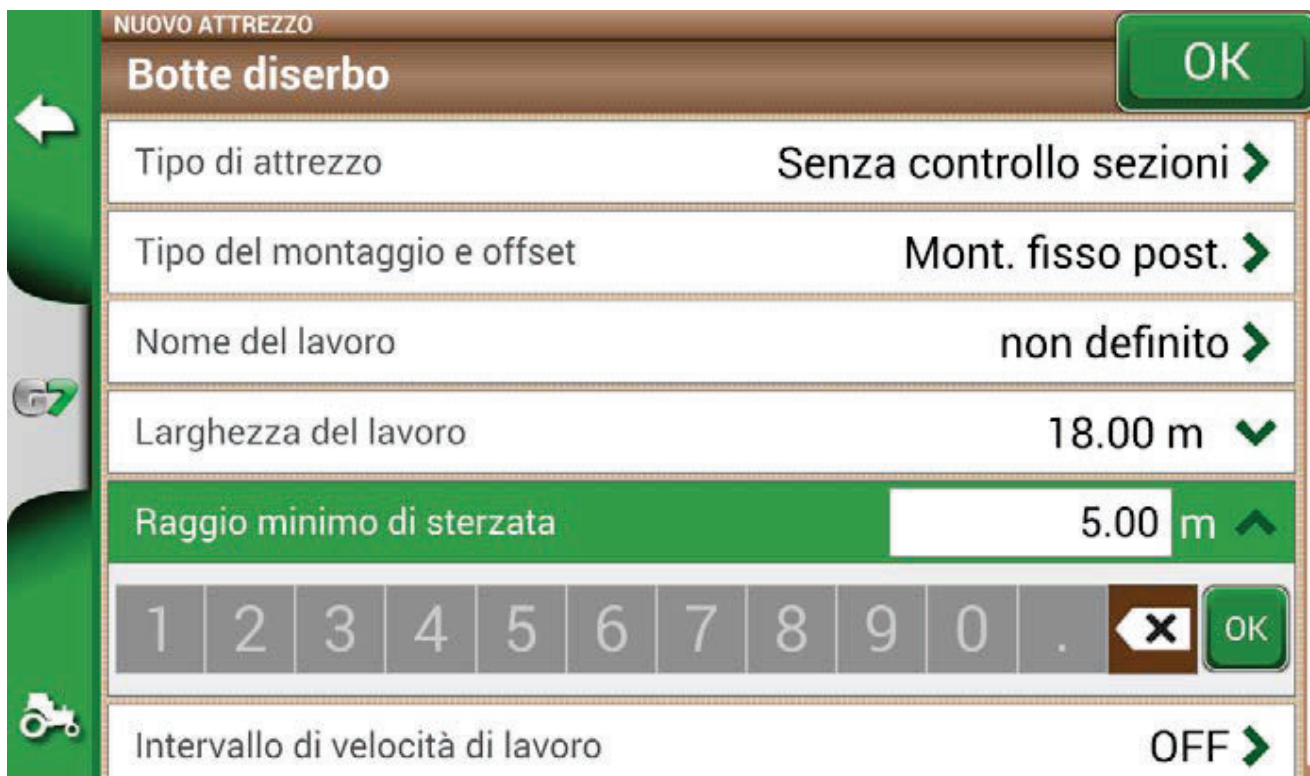 NUOVO ATTREZZO
Botte diserbo
OK
Tipo di attrezzo Senza controllo sezioni
Tipo del montaggio e offset Mont. fisso post.
Nome del lavoro non definito
G7
Larghezza del lavoro 18.00 m
Raggio minimo di sterzata 5.00 m
1 2 3 4 5 6 7 8 9 0 . OK
Intervallo di velocità di lavoro OFF